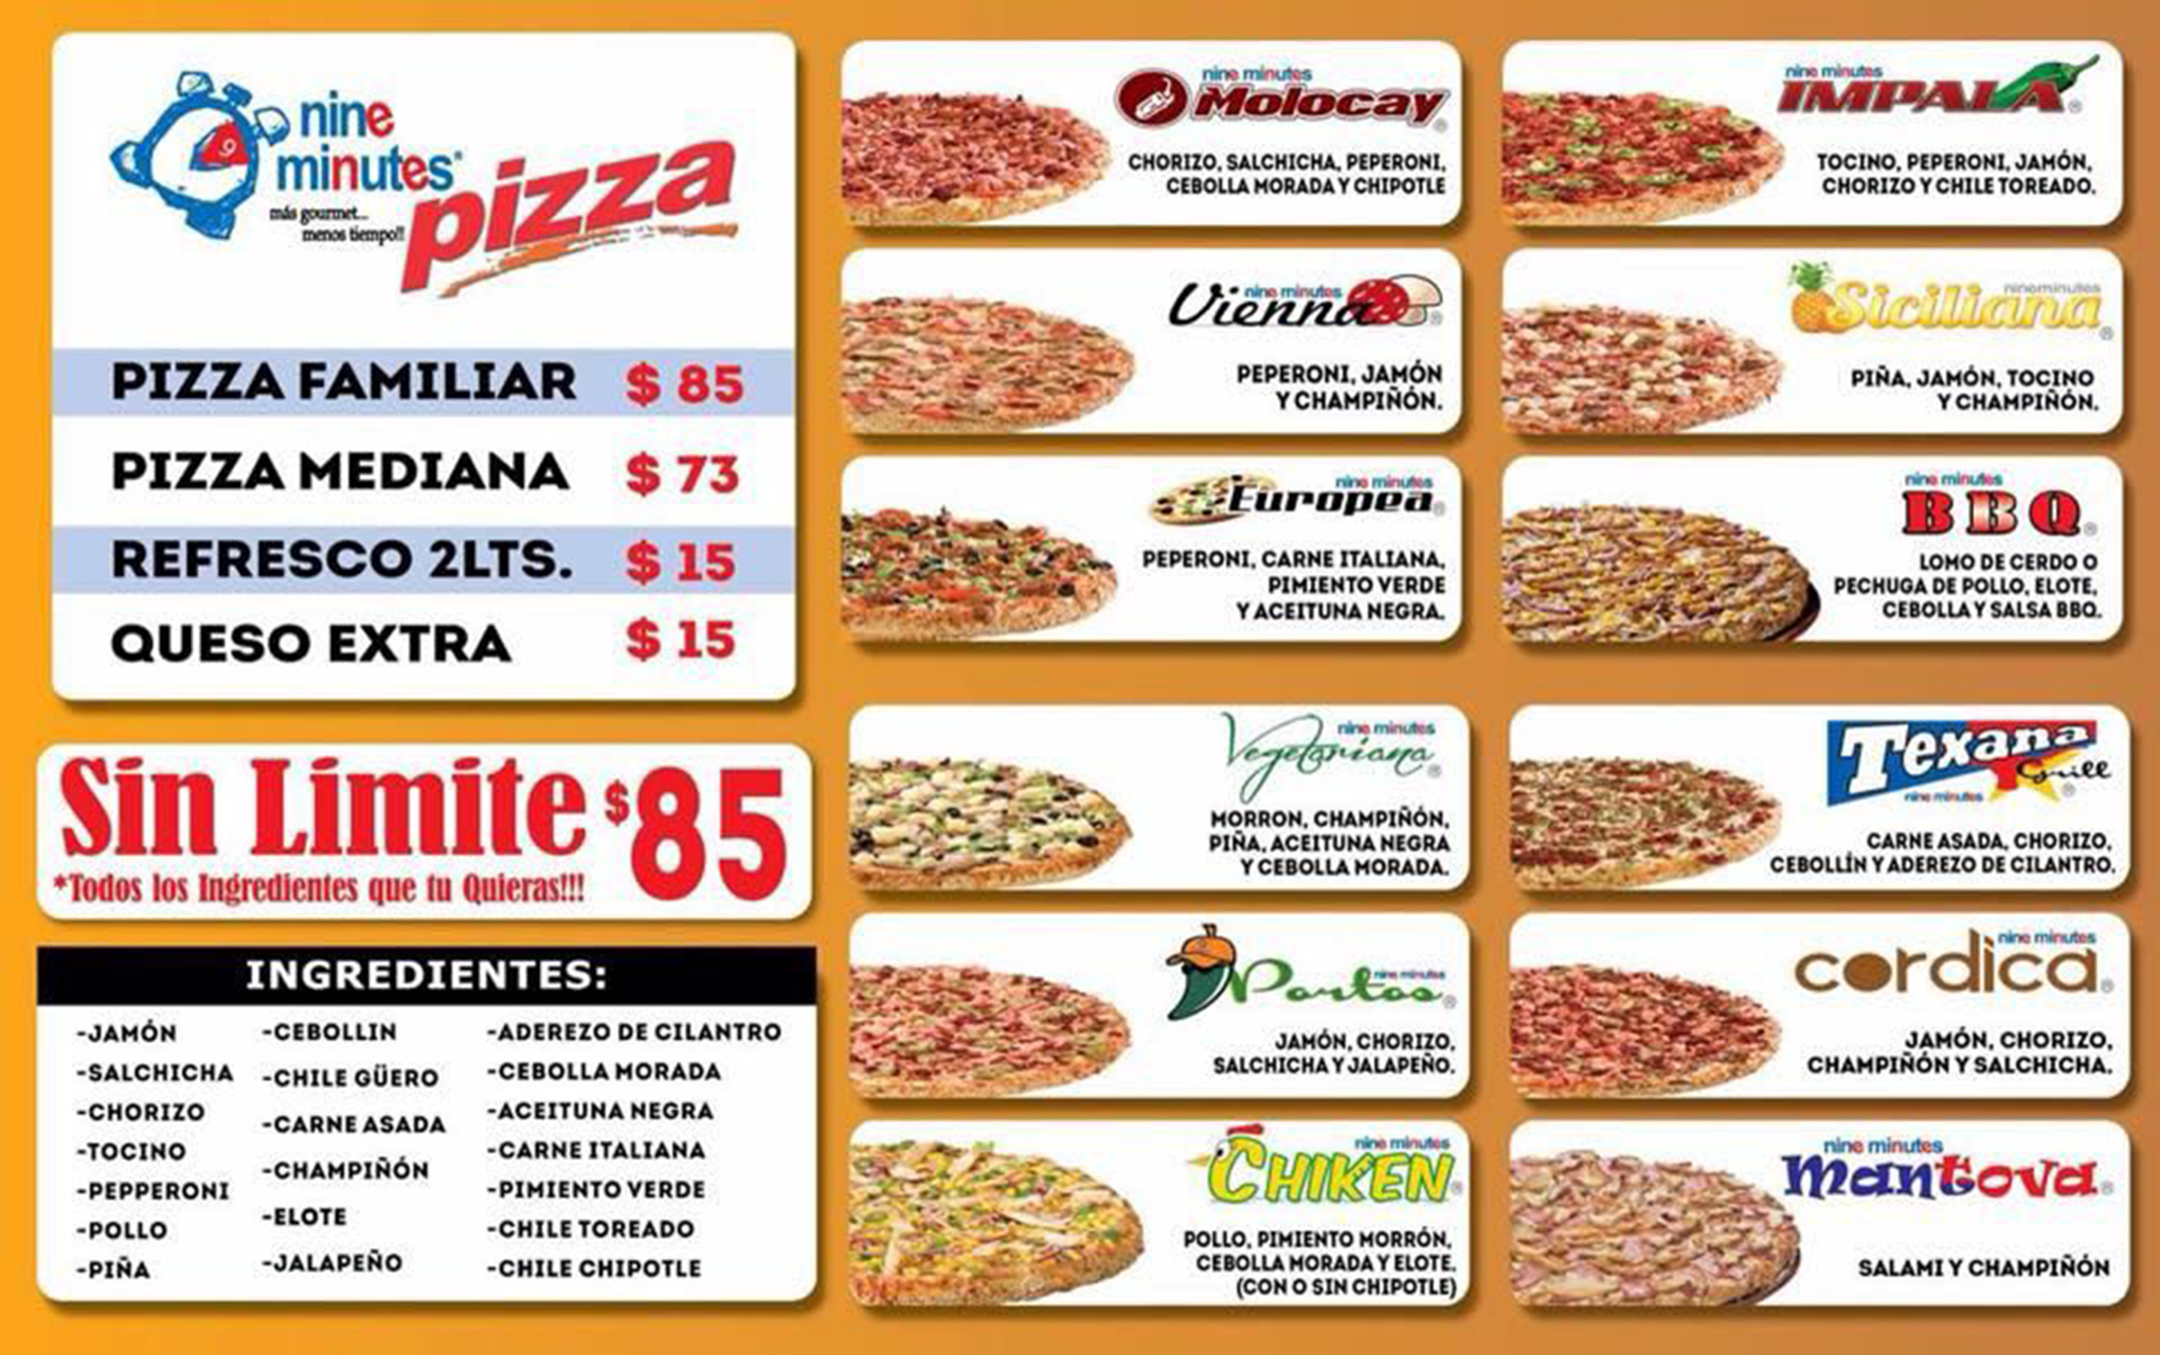 nine
minutes
más gourmet...
menos tiempo!!
pizza
9
PIZZA FAMILIAR $ 85
PIZZA MEDIANA $ 73
REFRESCO 2LTS. $ 15
QUESO EXTRA $ 15
Sin Limite $85
*Todos los Ingredientes que tu Quieras!!!
INGREDIENTES:
-JAMÓN
-SALCHICHA
-CHORIZO
-TOCINO
-PEPPERONI
-POLLO
-PIÑA
-CEBOLLIN
-CHILE GÜERO
-CARNE ASADA
-CHAMPIÑÓN
-ELOTE
-JALAPEÑO
-ADEREZO DE CILANTRO
-CEBOLLA MORADA
-ACEITUNA NEGRA
-CARNE ITALIANA
-PIMIENTO VERDE
-CHILE TOREADO
-CHILE CHIPOTLE
nine minutes
Molocay®
CHORIZO, SALCHICHA, PEPERONI,
CEBOLLA MORADA Y CHIPOTLE
nine minutes
IMPALA®
TOCINO, PEPERONI, JAMÓN,
CHORIZO Y CHILE TOREADO.
nine minutes
Vienna®
PEPERONI, JAMÓN
Y CHAMPIÑÓN.
nineminutes
Siciliana®
PIÑA, JAMÓN, TOCINO
Y CHAMPIÑÓN.
nine minutes
Europea®
PEPERONI, CARNE ITALIANA,
PIMIENTO VERDE
Y ACEITUNA NEGRA.
nine minutes
BBQ®
LOMO DE CERDO O
PECHUGA DE POLLO, ELOTE,
CEBOLLA Y SALSA BBQ.
nine minutes
Vegetariana®
MORRON, CHAMPIÑÓN,
PIÑA, ACEITUNA NEGRA
Y CEBOLLA MORADA.
Texana
Grill®
nine minutes
CARNE ASADA, CHORIZO,
CEBOLLÍN Y ADEREZO DE CILANTRO.
nine minutes
Partos®
JAMÓN, CHORIZO,
SALCHICHA Y JALAPEÑO.
nine minutes
cordica®
JAMÓN, CHORIZO,
CHAMPIÑÓN Y SALCHICHA.
nine minutes
CHIKEN®
POLLO, PIMIENTO MORRÓN,
CEBOLLA MORADA Y ELOTE.
(CON O SIN CHIPOTLE)
nine minutes
mantova®
SALAMI Y CHAMPIÑÓN